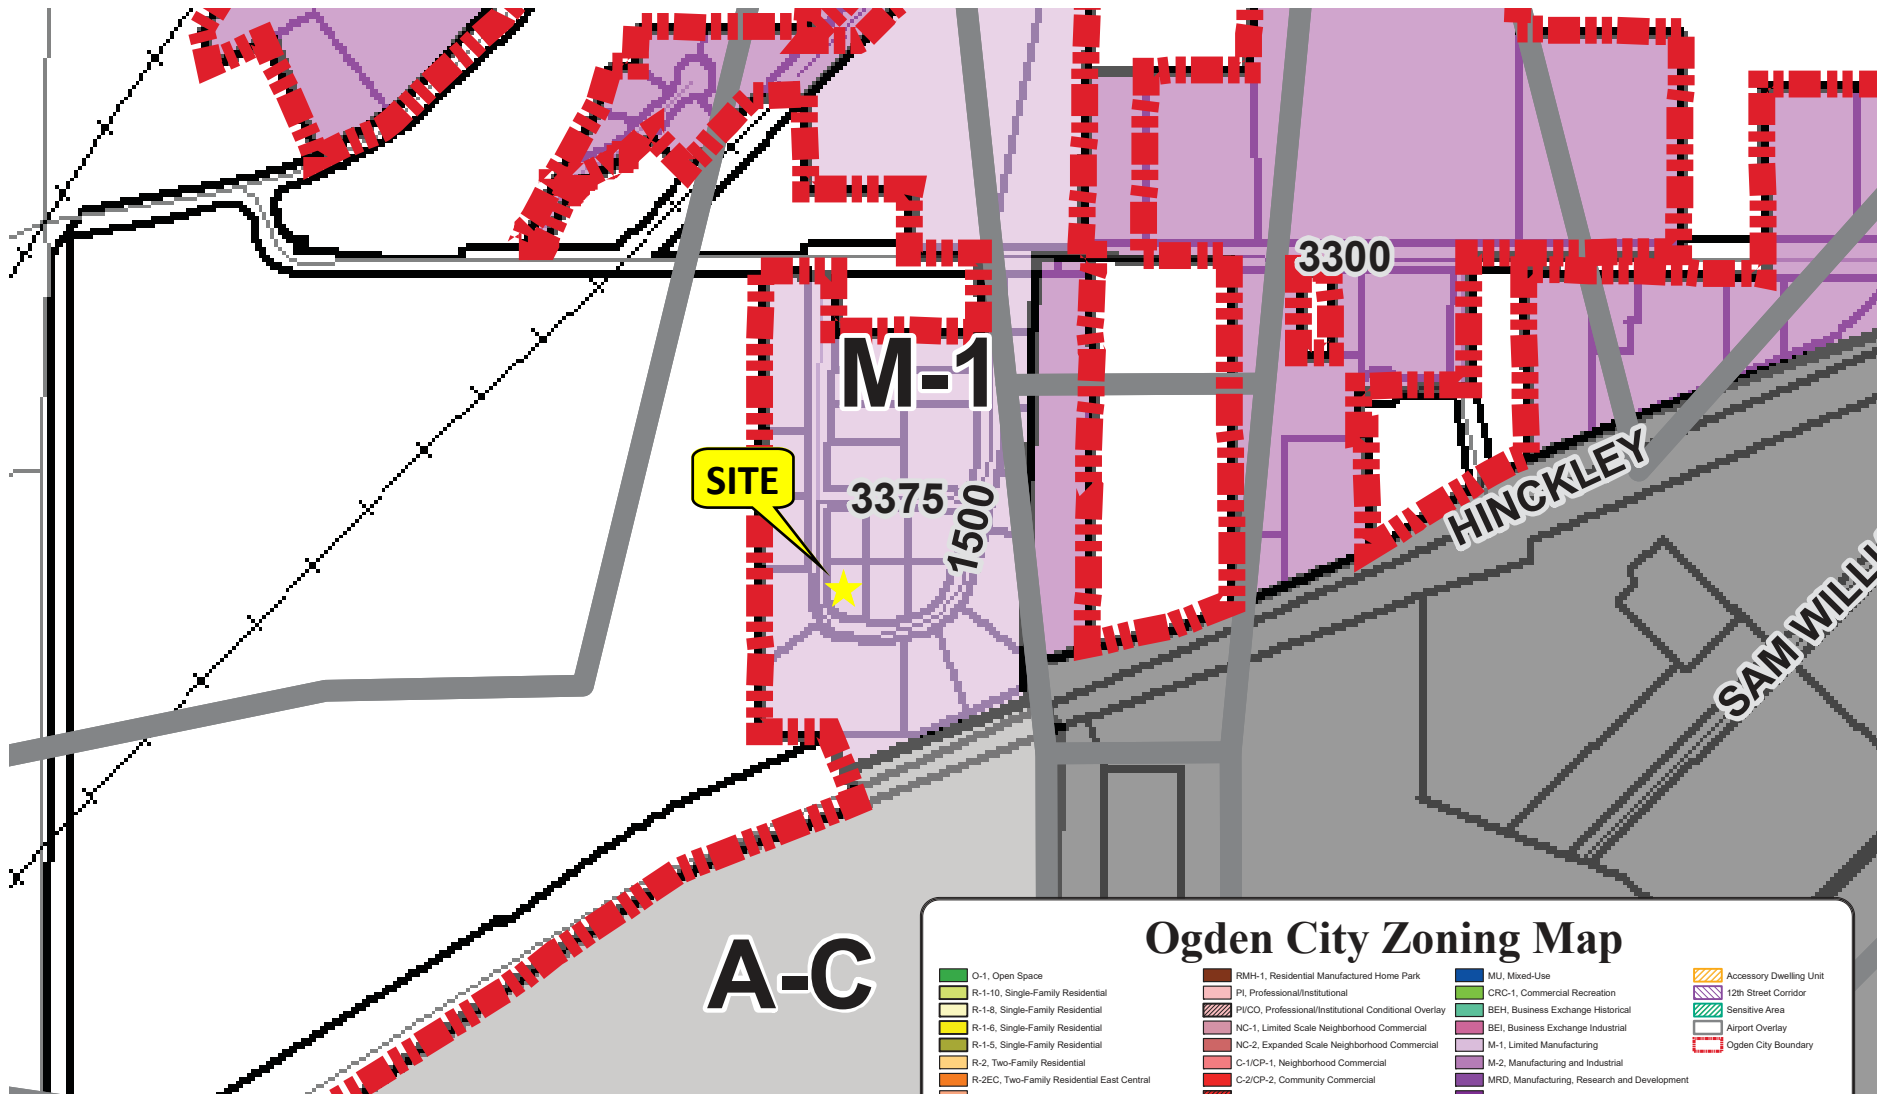 3300
M-1
SITE
3375
1500
HINCKLEY
A-C
Ogden City Zoning Map
O-1, Open Space
R-1-10, Single-Family Residential
R-1-8, Single-Family Residential
R-1-6, Single-Family Residential
R-1-5, Single-Family Residential
R-2, Two-Family Residential
R-2EC, Two-Family Residential East Central
RMH-1, Residential Manufactured Home Park
PI, Professional/Institutional
PI/CO, Professional/Institutional Conditional Overlay
NC-1, Limited Scale Neighborhood Commercial
NC-2, Expanded Scale Neighborhood Commercial
C-1/CP-1, Neighborhood Commercial
C-2/CP-2, Community Commercial
MU, Mixed-Use
CRC-1, Commercial Recreation
BEH, Business Exchange Historical
BEI, Business Exchange Industrial
M-1, Limited Manufacturing
M-2, Manufacturing and Industrial
MRD, Manufacturing, Research and Development
Accessory Dwelling Unit
12th Street Corridor
Sensitive Area
Airport Overlay
Ogden City Boundary
SAM WILLI